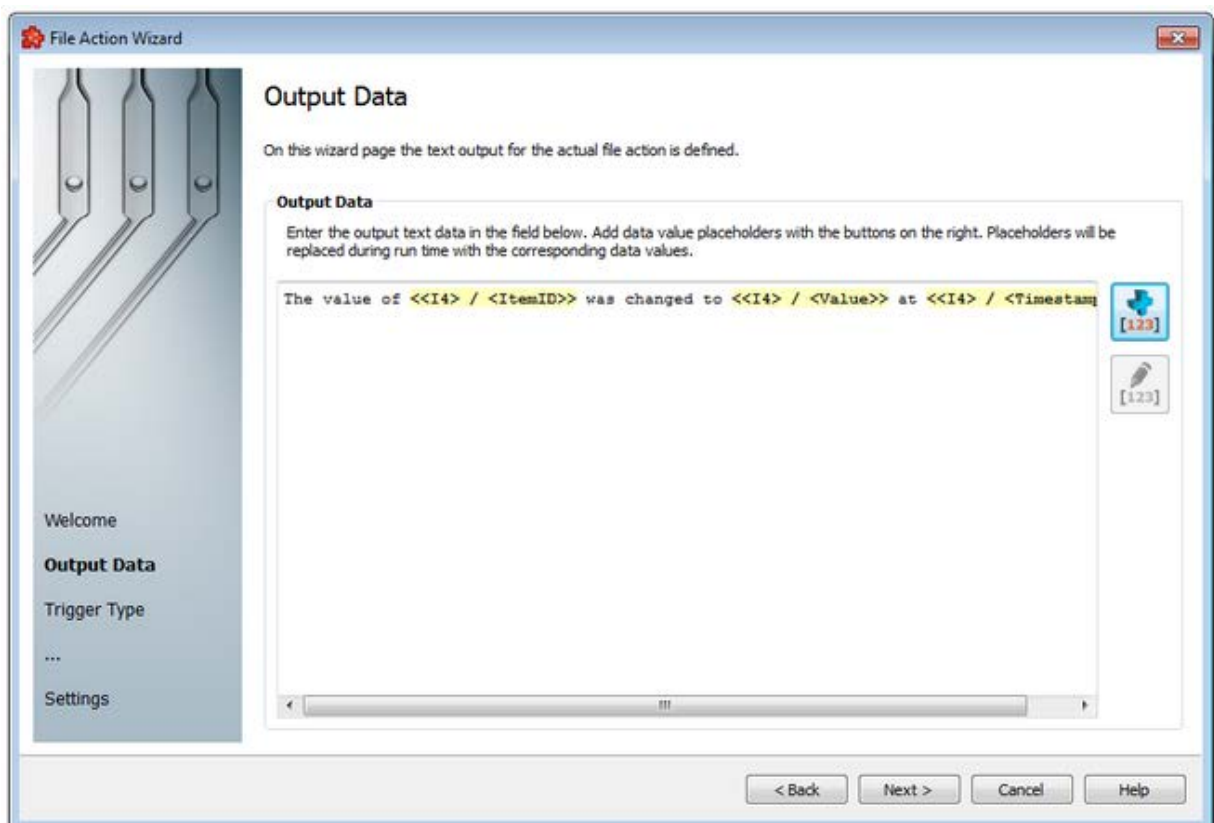 File Action Wizard
Output Data
On this wizard page the text output for the actual file action is defined.
Output Data
Enter the output text data in the field below. Add data value placeholders with the buttons on the right. Placeholders will be
replaced during run time with the corresponding data values.
The value of <<I4> / <ItemID>> was changed to <<I4> / <Value>> at <<I4> / <Timestamp
[123]
[123]
Welcome
Output Data
Trigger Type
...
Settings
< Back
Next >
Cancel
Help